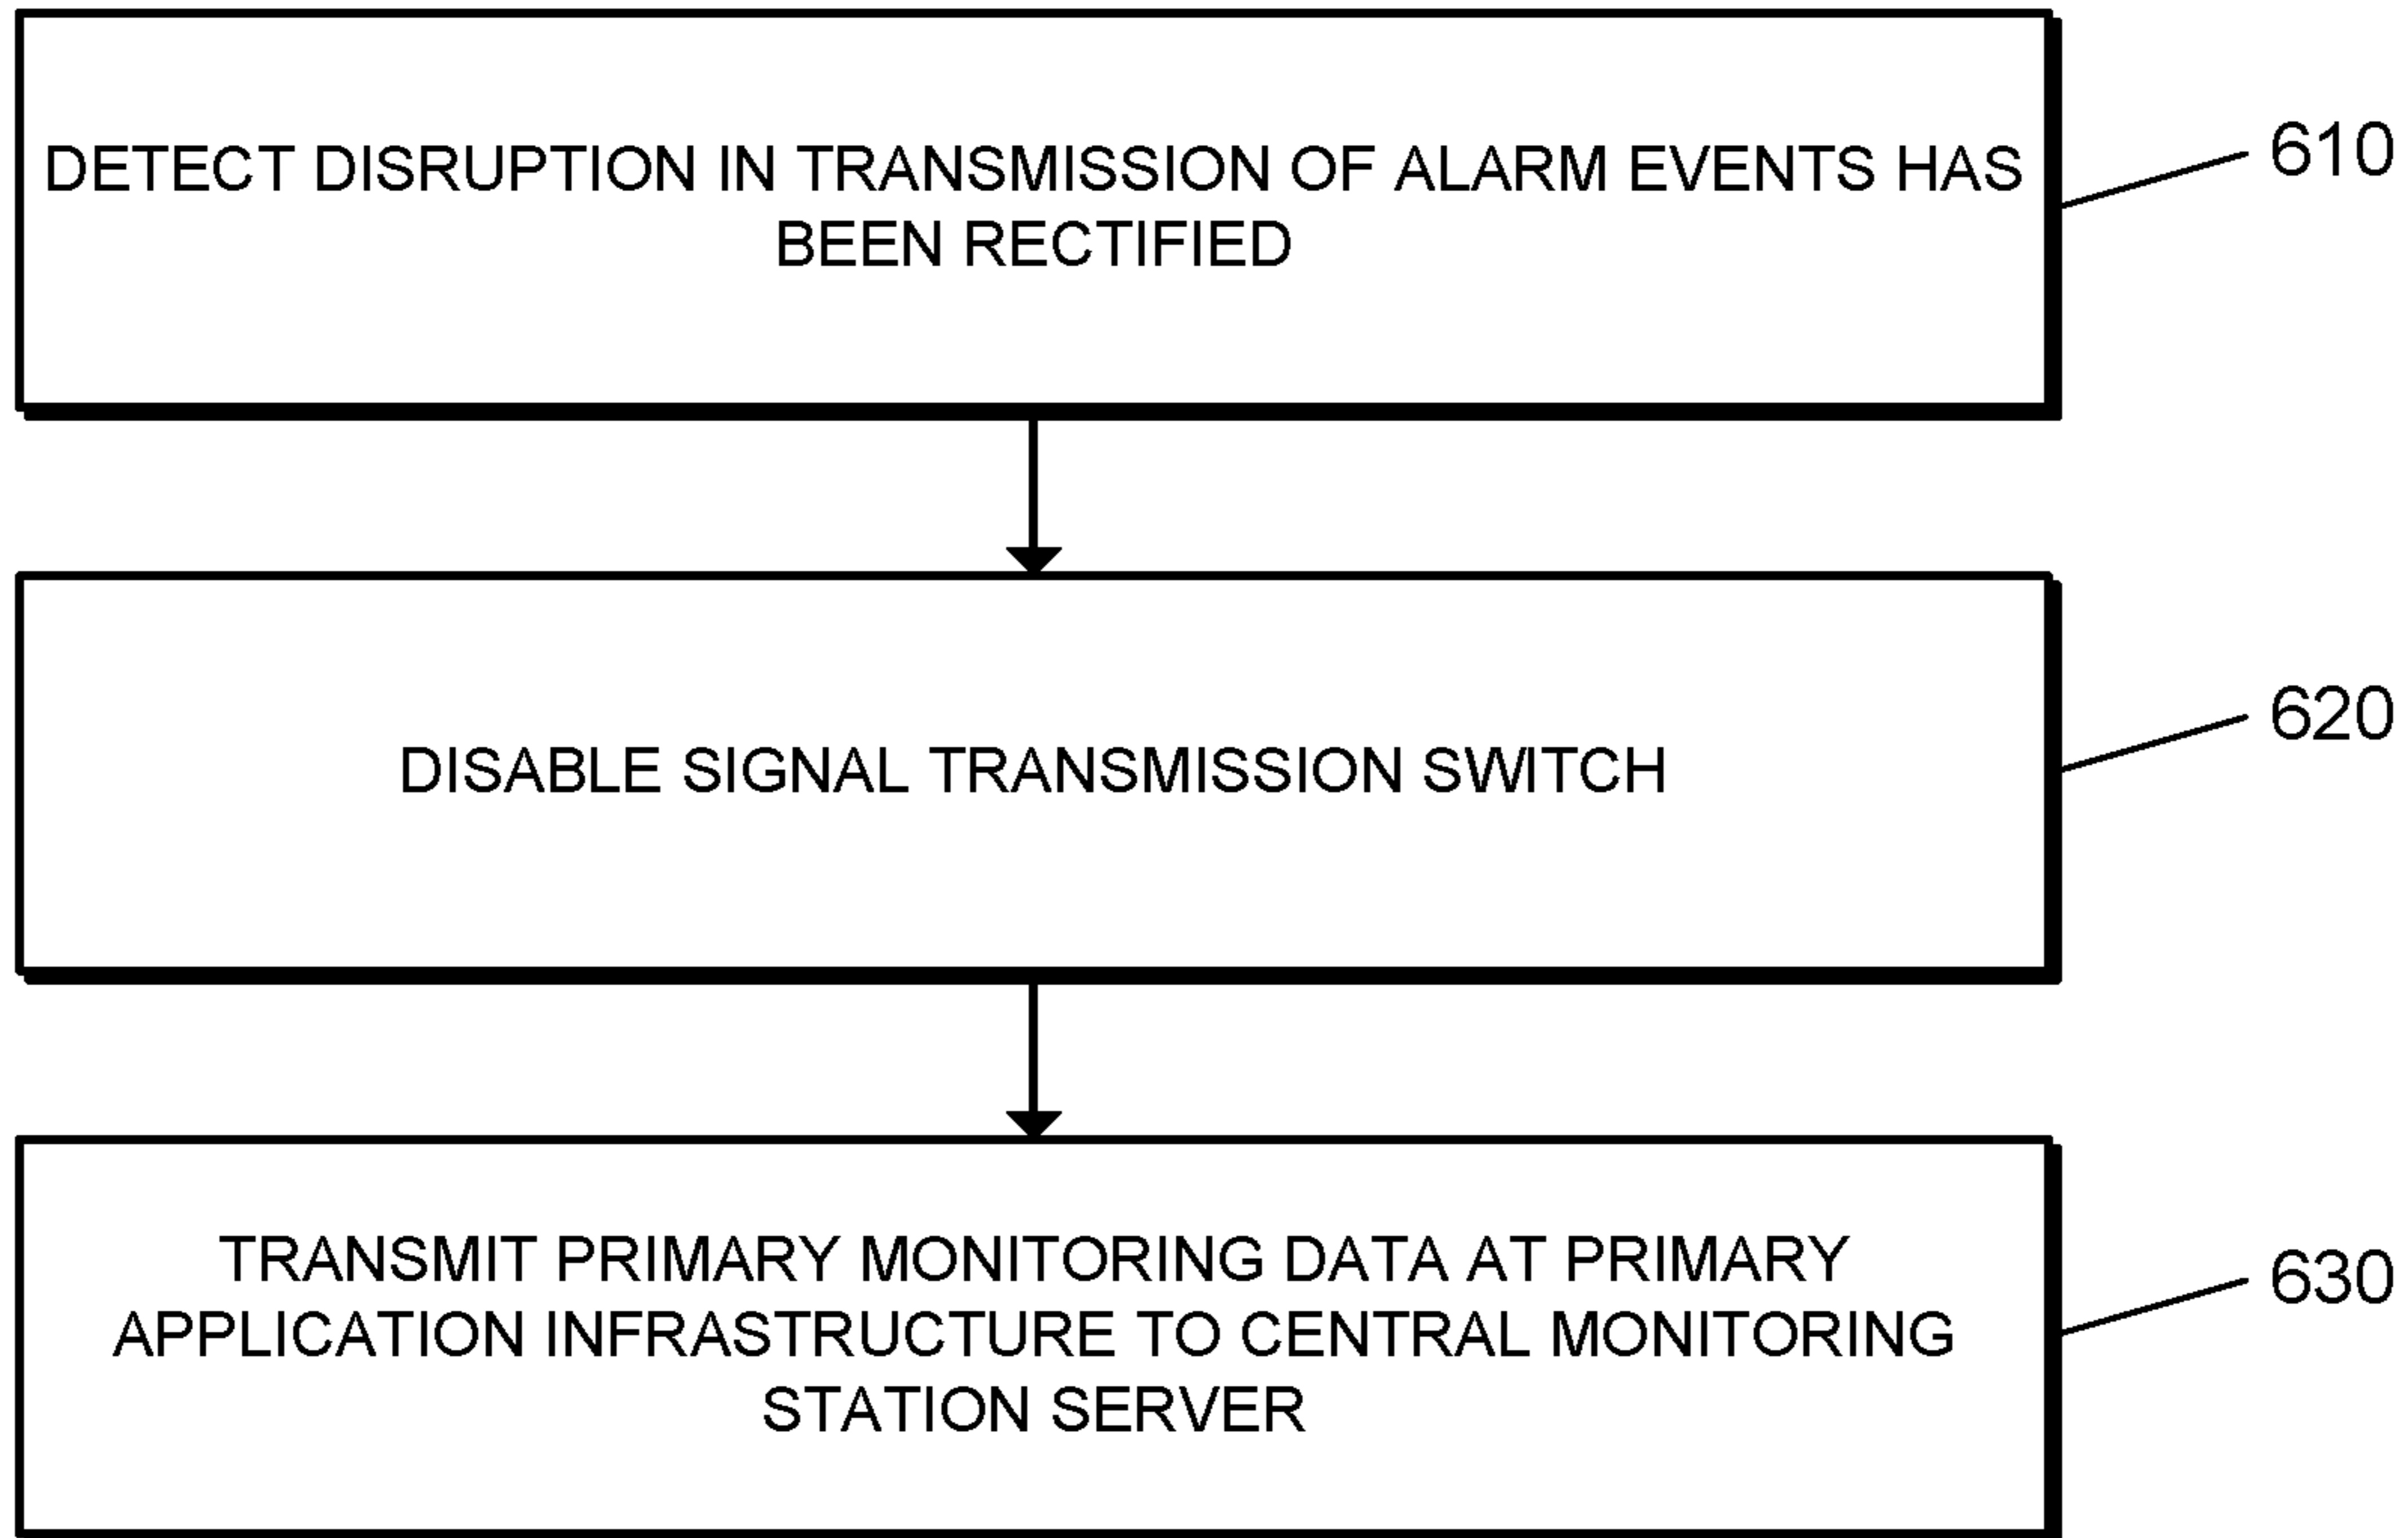 DETECT DISRUPTION IN TRANSMISSION OF ALARM EVENTS HAS
BEEN RECTIFIED
610
DISABLE SIGNAL TRANSMISSION SWITCH
620
TRANSMIT PRIMARY MONITORING DATA AT PRIMARY
APPLICATION INFRASTRUCTURE TO CENTRAL MONITORING
STATION SERVER
630